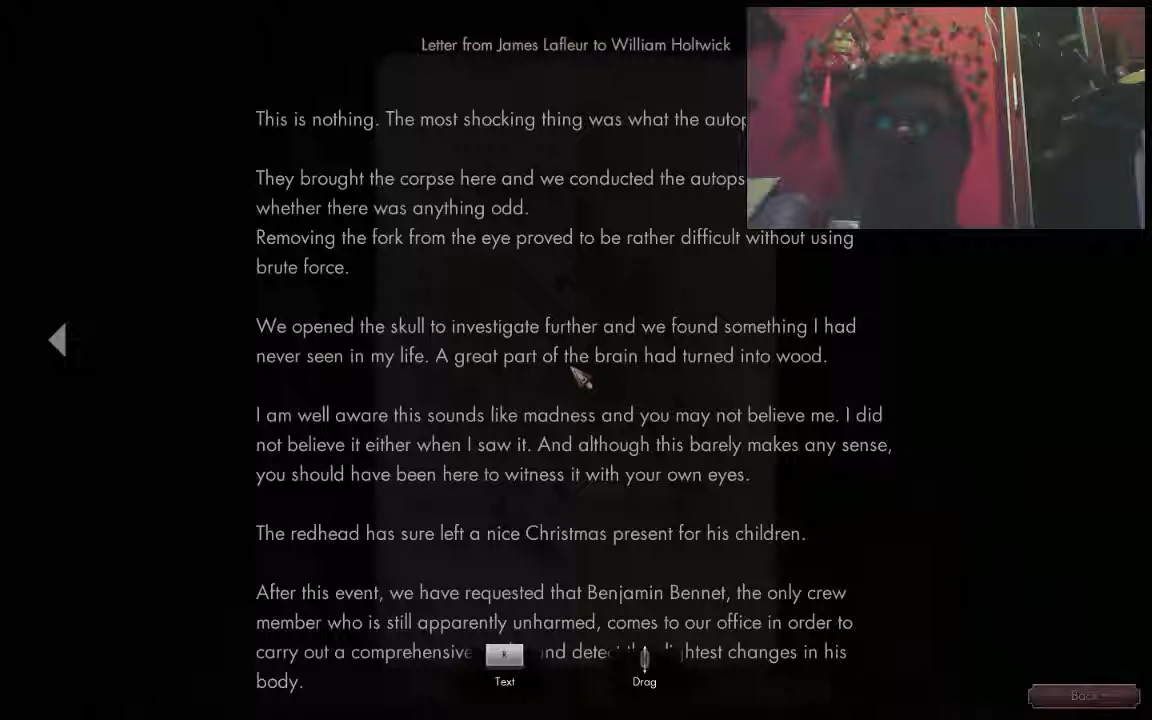 Letter from James Lafleur to William Holtwick
This is nothing. The most shocking thing was what the
They brought the corpse here and we conducted the
whether there was anything odd.
Removing the fork from the eye proved to be rather difficult without using
brute force.
We opened the skull to investigate further and we found something I had
never seen in my life. A great part of the brain had turned into wood.
I am well aware this sounds like madness and you may not believe me. I did
not believe it either when I saw it. And although this barely makes any sense,
you should have been here to witness it with your own eyes.
The redhead has sure left a nice Christmas present for his children.
After this event, we have requested that Benjamin Bennet, the only crew
member who is still apparently unharmed, comes to our office in order to
carry out a comprehensive and changes in his
body.
R
Text
Drag
Back